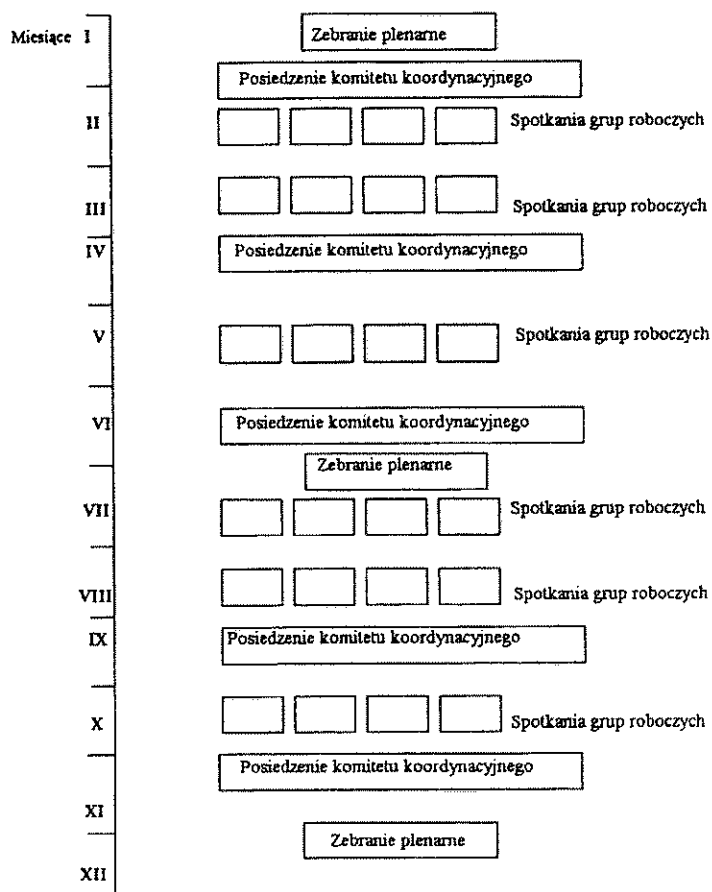 Miesiące I Zebranie plenarne
Posiedzenie komitetu koordynacyjnego
II Spotkania grup roboczych
III Spotkania grup roboczych
IV Posiedzenie komitetu koordynacyjnego
V Spotkania grup roboczych
VI Posiedzenie komitetu koordynacyjnego
Zebranie plenarne
VII Spotkania grup roboczych
VIII Spotkania grup roboczych
IX Posiedzenie komitetu koordynacyjnego
X Spotkania grup roboczych
Posiedzenie komitetu koordynacyjnego
XI
Zebranie plenarne
XII